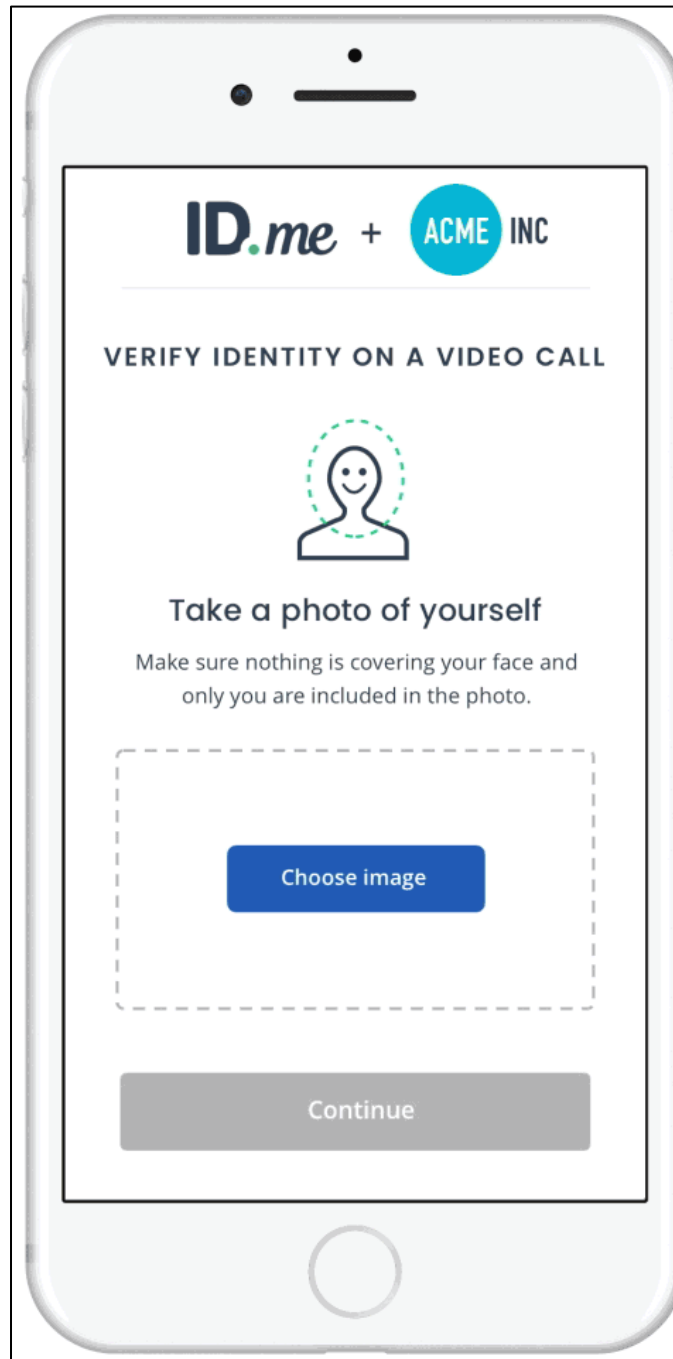 ID.me + ACME INC
VERIFY IDENTITY ON A VIDEO CALL
Take a photo of yourself
Make sure nothing is covering your face and
only you are included in the photo.
Choose image
Continue